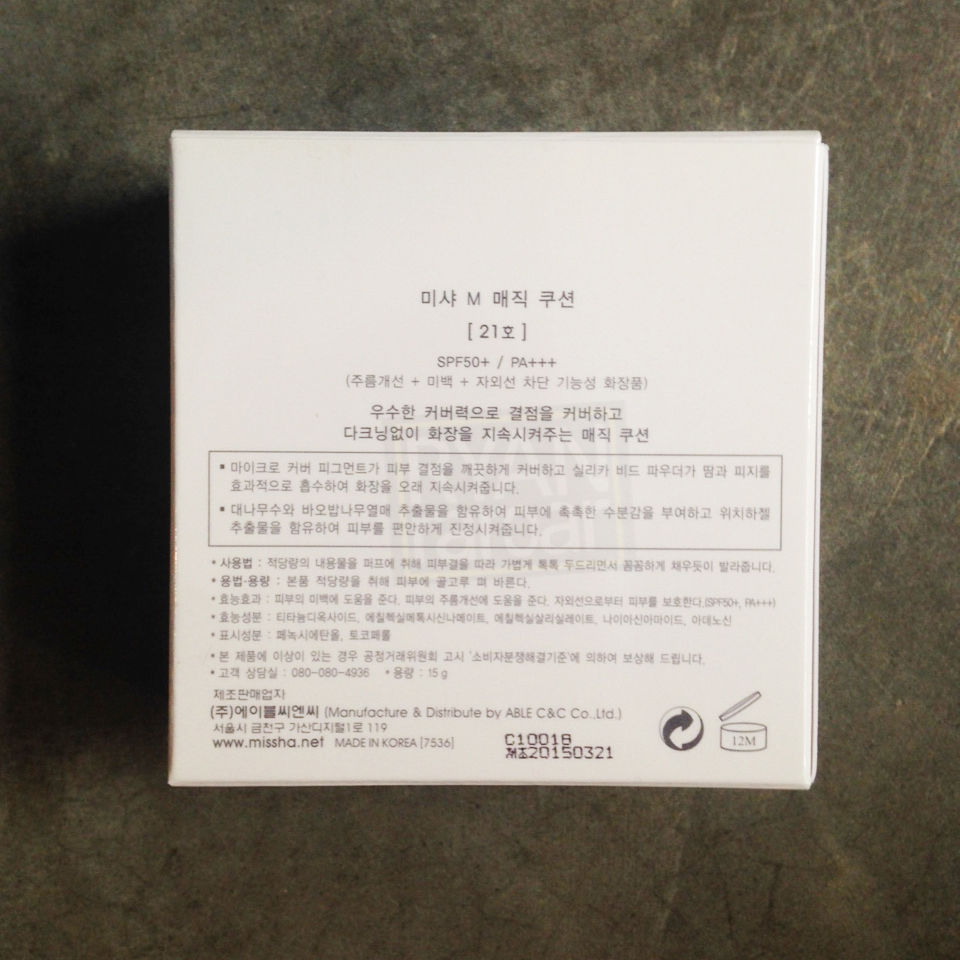 미샤 M 매직 쿠션
[ 21호 ]
SPF50+ / PA+++
(주름개선 + 미백 + 자외선 차단 기능성 화장품)
우수한 커버력으로 결점을 커버하고
다크닝없이 화장을 지속시켜주는 매직 쿠션
▪ 마이크로 커버 피그먼트가 피부 결점을 깨끗하게 커버하고 실리카 비드 파우더가 땀과 피지를
효과적으로 흡수하여 화장을 오래 지속시켜줍니다.
▪ 대나무수와 바오밥나무열매 추출물을 함유하여 피부에 촉촉한 수분감을 부여하고 위치하젤
추출물을 함유하여 피부를 편안하게 진정시켜줍니다.
* 사용법 : 적당량의 내용물을 퍼프에 취해 피부결을 따라 가볍게 톡톡 두드리면서 꼼꼼하게 채우듯이 발라줍니다.
* 용법·용량 : 본품 적당량을 취해 피부에 골고루 펴 바른다.
* 효능효과 : 피부의 미백에 도움을 준다. 피부의 주름개선에 도움을 준다. 자외선으로부터 피부를 보호한다.(SPF50+, PA+++)
* 효능성분 : 티타늄디옥사이드, 에칠헥실메톡시신나메이트, 에칠헥실살리실레이트, 나이아신아마이드, 아데노신
* 표시성분 : 페녹시에탄올, 토코페롤
* 본 제품에 이상이 있는 경우 공정거래위원회 고시 '소비자분쟁해결기준'에 의하여 보상해 드립니다.
* 고객 상담실 : 080-080-4936 * 용량 : 15 g
제조판매업자
(주)에이블씨엔씨 (Manufacture & Distribute by ABLE C&C Co.,Ltd.)
서울시 금천구 가산디지털1로 119
www.missha.net MADE IN KOREA (7536)
C1001B
제조20150321
12M
RYAN